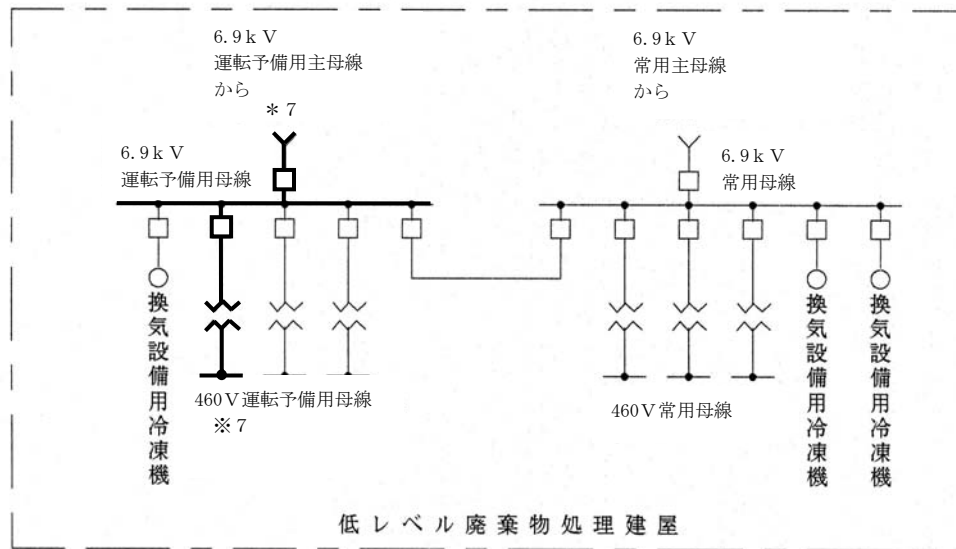 6.9kV
運転予備用主母線
から
＊7
6.9kV
常用主母線
から
6.9kV
運転予備用母線
6.9kV
常用母線
換気設備用冷凍機
460V運転予備用母線
※7
460V常用母線
換気設備用冷凍機
換気設備用冷凍機
低レベル廃棄物処理建屋